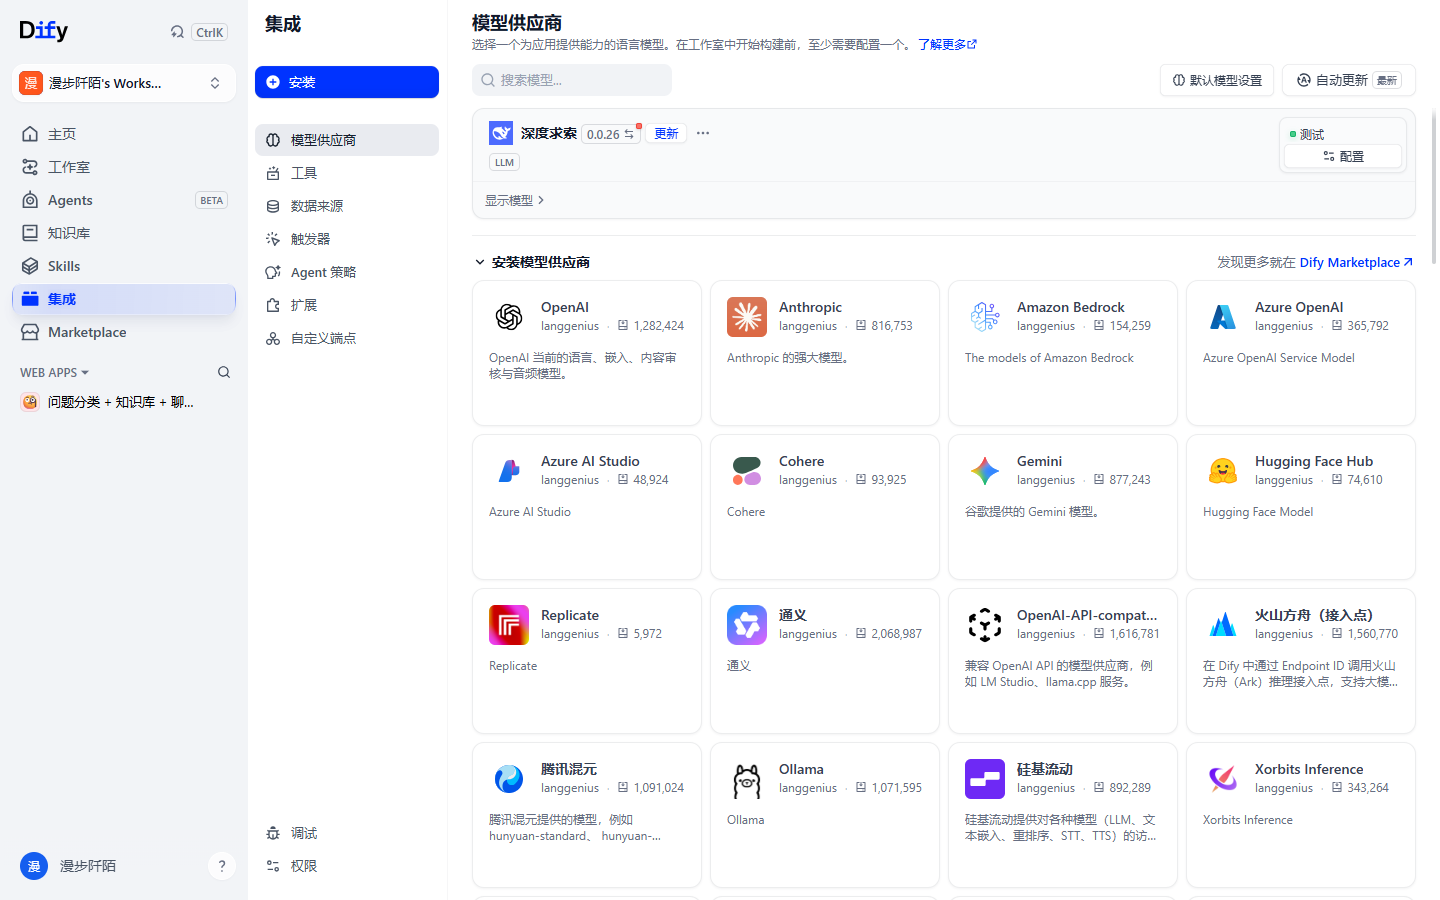 Dify
CtrlK
漫
漫步阡陌's Works...
主页
工作室
Agents
BETA
知识库
Skills
集成
Marketplace
WEB APPS
问题分类 + 知识库 + 聊...
漫
漫步阡陌
?
集成
安装
模型供应商
工具
数据来源
触发器
Agent 策略
扩展
自定义端点
调试
权限
模型供应商
选择一个为应用提供能力的语言模型。在工作室中开始构建前，至少需要配置一个。 了解更多
搜索模型...
默认模型设置
自动更新
最新
深度求索
0.0.26
更新
LLM
测试
配置
显示模型
安装模型供应商
发现更多就在 Dify Marketplace
OpenAI
langgenius · 1,282,424
OpenAI 当前的语言、嵌入、内容审
核与音频模型。
Anthropic
langgenius · 816,753
Anthropic 的强大模型。
Amazon Bedrock
langgenius · 154,259
The models of Amazon Bedrock
Azure OpenAI
langgenius · 365,792
Azure OpenAI Service Model
Azure AI Studio
langgenius · 48,924
Azure AI Studio
Cohere
langgenius · 93,925
Cohere
Gemini
langgenius · 877,243
谷歌提供的 Gemini 模型。
Hugging Face Hub
langgenius · 74,610
Hugging Face Model
Replicate
langgenius · 5,972
Replicate
通义
langgenius · 2,068,987
通义
OpenAI-API-compat...
langgenius · 1,616,781
兼容 OpenAI API 的模型供应商，例
如 LM Studio、llama.cpp 服务。
火山方舟（接入点）
langgenius · 1,560,770
在 Dify 中通过 Endpoint ID 调用火山
方舟（Ark）推理接入点，支持大模...
腾讯混元
langgenius · 1,091,024
腾讯混元提供的模型，例如
hunyuan-standard、 hunyuan-...
Ollama
langgenius · 1,071,595
Ollama
硅基流动
langgenius · 892,289
硅基流动提供对各种模型（LLM、文
本嵌入、重排序、STT、TTS）的访...
Xorbits Inference
langgenius · 343,264
Xorbits Inference